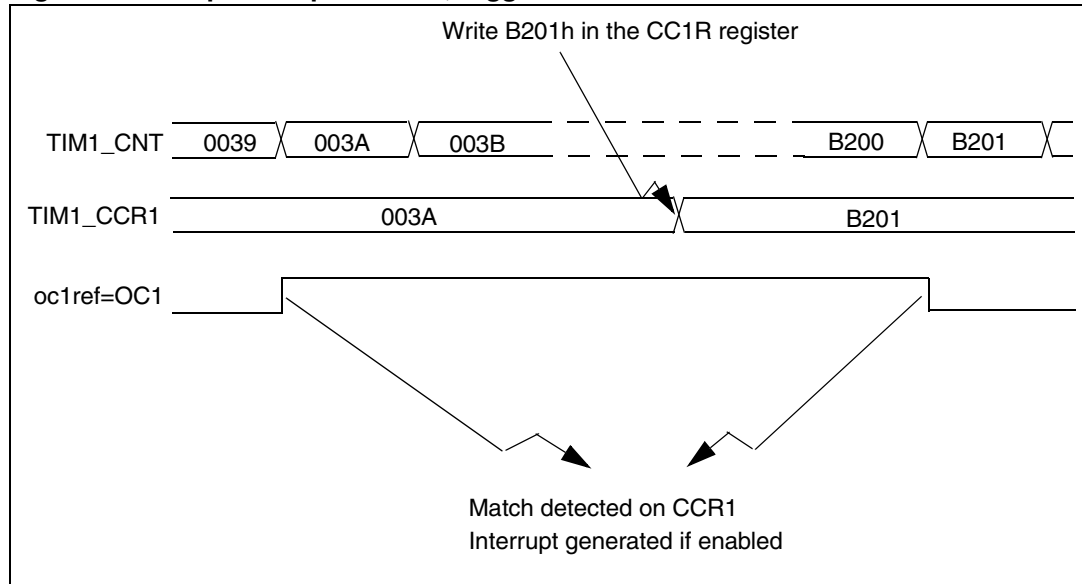 Write B201h in the CC1R register
TIM1_CNT 0039 003A 003B B200 B201
TIM1_CCR1 003A B201
oc1ref=OC1
Match detected on CCR1
Interrupt generated if enabled